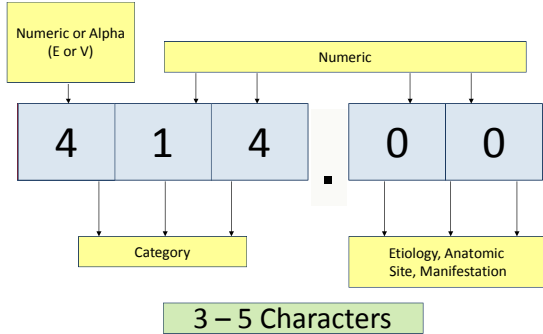 Numeric or Alpha
(E or V)
Numeric
4 1 4 . 0 0
Category
Etiology, Anatomic
Site, Manifestation
3 – 5 Characters